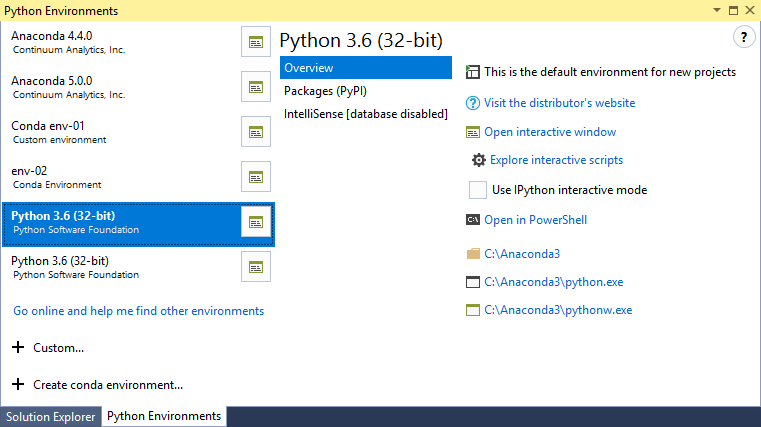 Python Environments
Anaconda 4.4.0
Continuum Analytics, Inc.
Anaconda 5.0.0
Continuum Analytics, Inc.
Conda env-01
Custom environment
env-02
Conda Environment
Python 3.6 (32-bit)
Python Software Foundation
Python 3.6 (32-bit)
Python Software Foundation
Go online and help me find other environments
Custom...
Create conda environment...
Python 3.6 (32-bit)
?
Overview
Packages (PyPI)
IntelliSense [database disabled]
This is the default environment for new projects
Visit the distributor's website
Open interactive window
Explore interactive scripts
Use IPython interactive mode
Open in PowerShell
C:\Anaconda3
C:\Anaconda3\python.exe
C:\Anaconda3\pythonw.exe
Solution Explorer
Python Environments